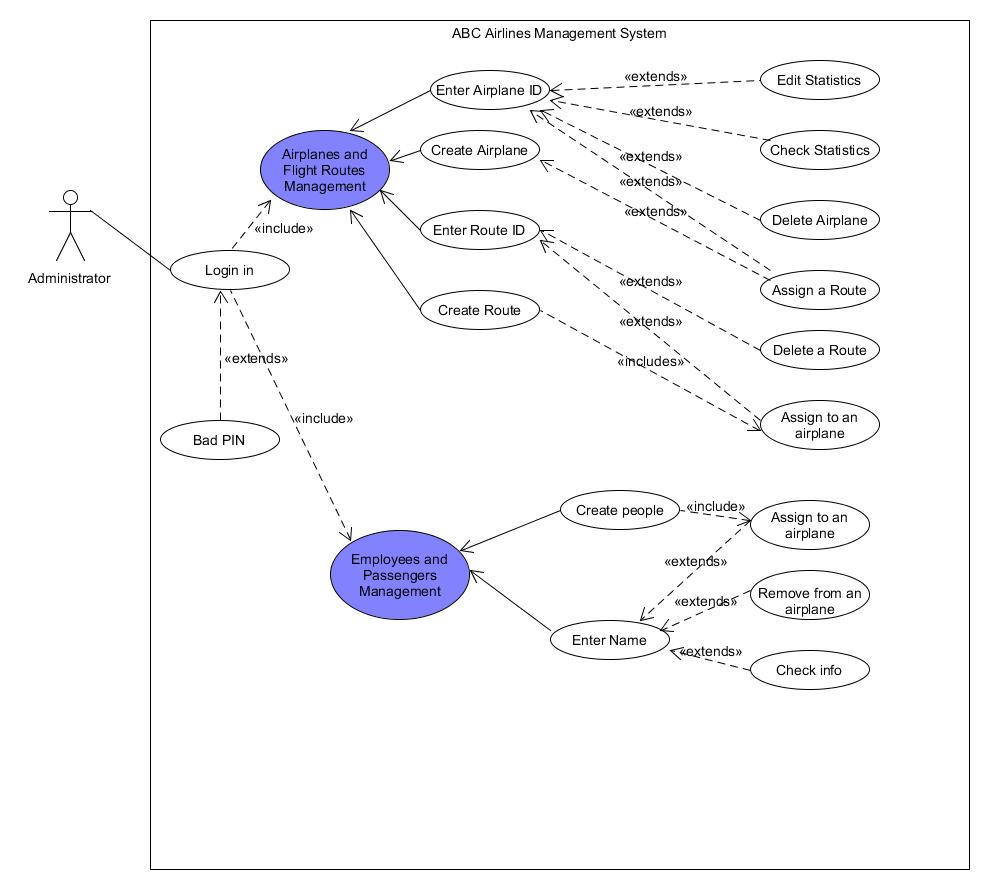 ABC Airlines Management System
Enter Airplane ID
«extends»
Edit Statistics
«extends»
Airplanes and
Flight Routes
Management
Create Airplane
Check Statistics
«extends»
«extends»
«extends»
Delete Airplane
Administrator
«include»
Enter Route ID
Login in
«extends»
Assign a Route
Create Route
«extends»
Delete a Route
«extends»
«includes»
«include»
Bad PIN
Assign to an
airplane
Create people
«include»
Assign to an
airplane
Employees and
Passengers
Management
«extends»
«extends»
Remove from an
airplane
Enter Name
«extends»
Check info